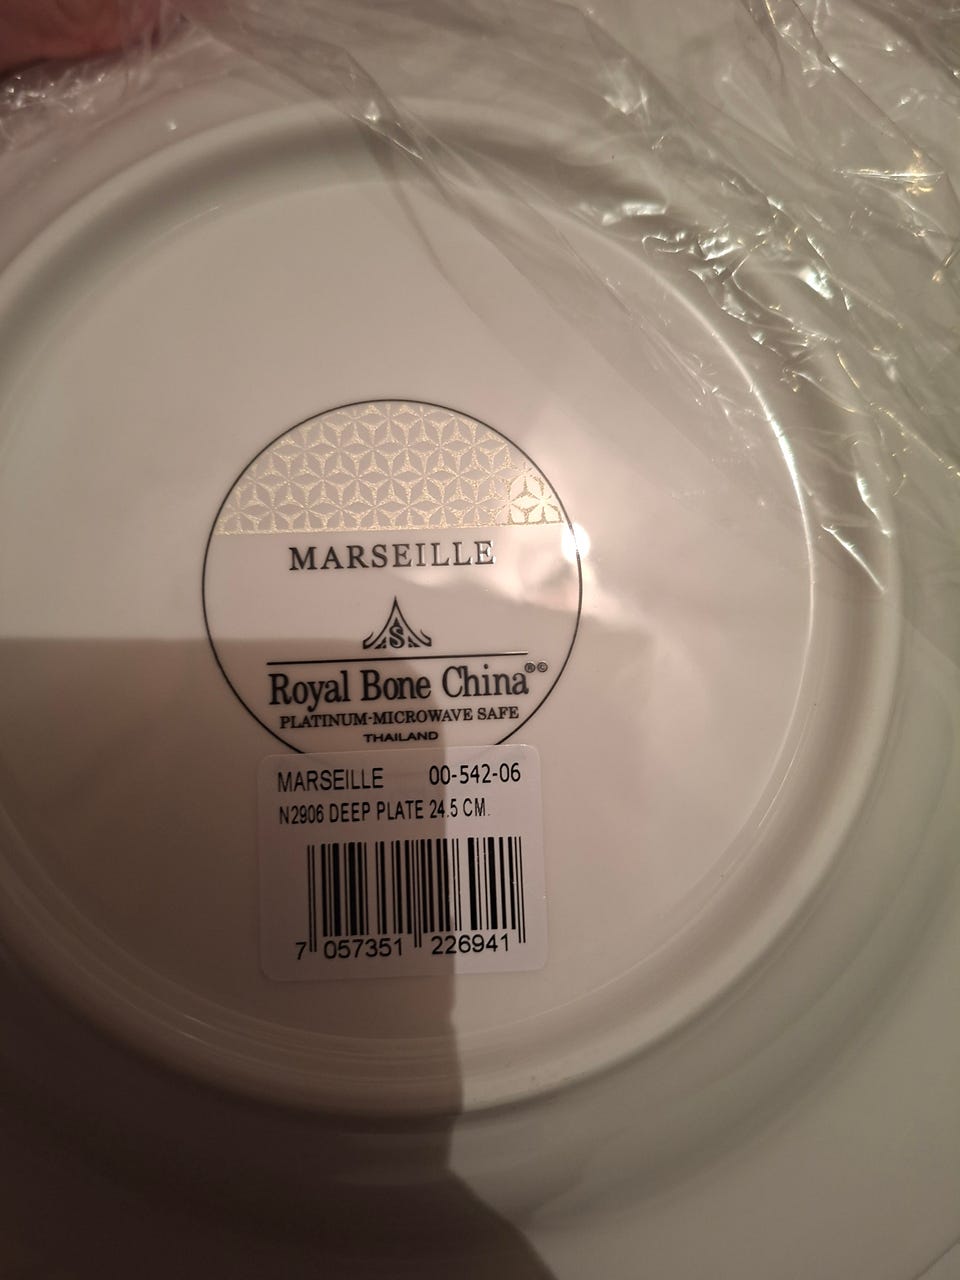 MARSEILLE
S
Royal Bone China®©
PLATINUM-MICROWAVE SAFE
THAILAND
MARSEILLE 00-542-06
N2906 DEEP PLATE 24.5 CM.
7 057351 226941